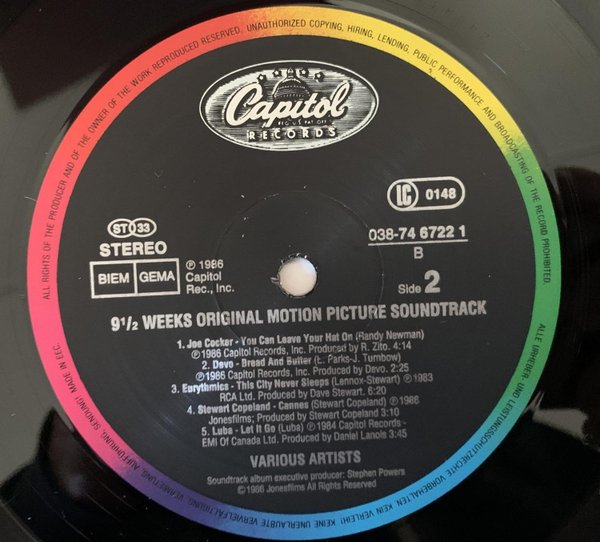 ALL RIGHTS OF THE PRODUCER AND OF THE OWNER OF THE WORK REPRODUCED RESERVED. UNAUTHORIZED COPYING, HIRING, LENDING, PUBLIC PERFORMANCE AND BROADCASTING OF THE RECORD PROHIBITED.
Capitol
RECORDS
LC 0148
ST 33
STEREO
038-74 6722 1
B
BIEM GEMA
℗ 1986
Capitol
Rec., Inc.
Side 2
9 1/2 WEEKS ORIGINAL MOTION PICTURE SOUNDTRACK
1. Joe Cocker - You Can Leave Your Hat On (Randy Newman)
℗ 1986 Capitol Records, Inc. Produced by R. Zito. 4:14
2. Devo - Bread And Butter (L. Parks-J. Turnbow)
℗ 1986 Capitol Records, Inc. Produced by Devo. 2:25
3. Eurythmics - This City Never Sleeps (Lennox-Stewart) ℗ 1983
RCA Ltd. Produced by Dave Stewart. 6:20
4. Stewart Copeland - Cannes (Stewart Copeland) ℗ 1986
Jonesfilms; Produced by Stewart Copeland 3:10
5. Luba - Let It Go (Luba) ℗ 1984 Capitol Records-
EMI Of Canada Ltd. Produced by Daniel Lanois 3:45
VARIOUS ARTISTS
Soundtrack album executive producer: Stephen Powers
© 1986 Jonesfilms All Rights Reserved
ALLE URHEBER- UND LEISTUNGSSCHUTZRECHTE VORBEHALTEN. KEIN VERLEIH! KEINE UNERLAUBTE VERVIELFÄLTIGUNG, VERMIETUNG, AUFFÜHRUNG, SENDUNG! MADE IN EEC.